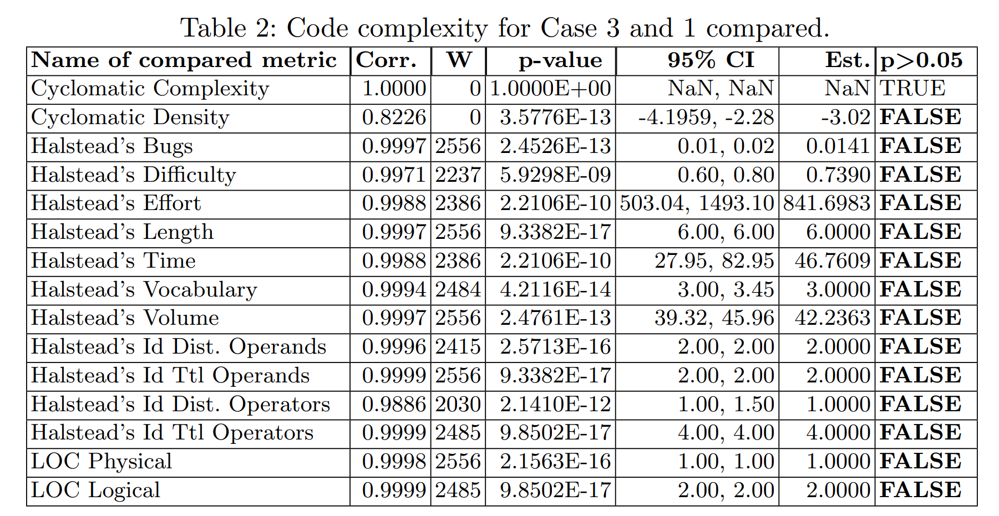 Table 2: Code complexity for Case 3 and 1 compared.
Name of compared metric Corr. W p-value 95% CI Est. p>0.05
Cyclomatic Complexity 1.0000 0 1.0000E+00 NaN, NaN NaN TRUE
Cyclomatic Density 0.8226 0 3.5776E-13 -4.1959, -2.28 -3.02 FALSE
Halstead's Bugs 0.9997 2556 2.4526E-13 0.01, 0.02 0.0141 FALSE
Halstead's Difficulty 0.9971 2237 5.9298E-09 0.60, 0.80 0.7390 FALSE
Halstead's Effort 0.9988 2386 2.2106E-10 503.04, 1493.10 841.6983 FALSE
Halstead's Length 0.9997 2556 9.3382E-17 6.00, 6.00 6.0000 FALSE
Halstead's Time 0.9988 2386 2.2106E-10 27.95, 82.95 46.7609 FALSE
Halstead's Vocabulary 0.9994 2484 4.2116E-14 3.00, 3.45 3.0000 FALSE
Halstead's Volume 0.9997 2556 2.4761E-13 39.32, 45.96 42.2363 FALSE
Halstead's Id Dist. Operands 0.9996 2415 2.5713E-16 2.00, 2.00 2.0000 FALSE
Halstead's Id Ttl Operands 0.9999 2556 9.3382E-17 2.00, 2.00 2.0000 FALSE
Halstead's Id Dist. Operators 0.9886 2030 2.1410E-12 1.00, 1.50 1.0000 FALSE
Halstead's Id Ttl Operators 0.9999 2485 9.8502E-17 4.00, 4.00 4.0000 FALSE
LOC Physical 0.9998 2556 2.1563E-16 1.00, 1.00 1.0000 FALSE
LOC Logical 0.9999 2485 9.8502E-17 2.00, 2.00 2.0000 FALSE